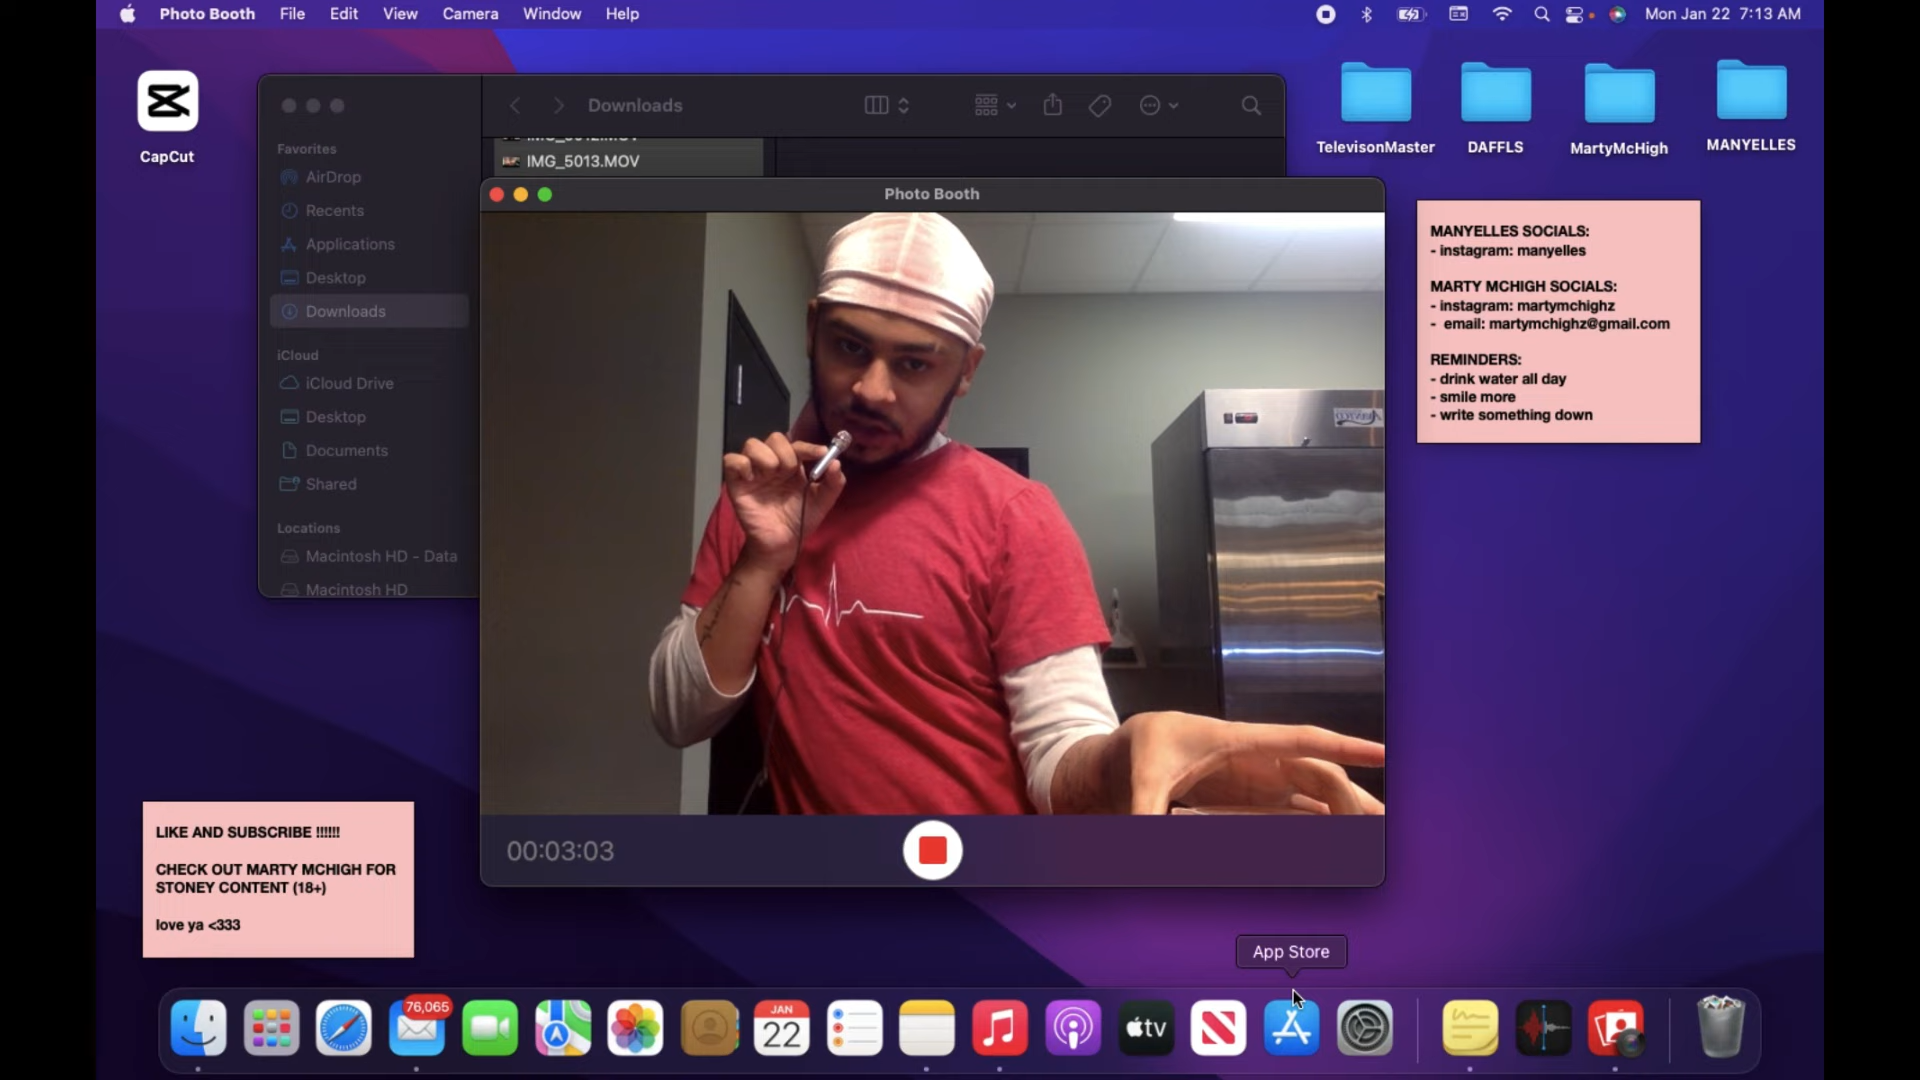 Photo Booth File Edit View Camera Window Help
Mon Jan 22 7:13 AM
CapCut
TelevisonMaster
DAFFLS
MartyMcHigh
MANYELLES
Downloads
Favorites
AirDrop
Recents
Applications
Desktop
Downloads
iCloud
iCloud Drive
Desktop
Documents
Shared
Locations
Macintosh HD - Data
Macintosh HD
IMG_5013.MOV
Photo Booth
00:03:03
MANYELLES SOCIALS:
- instagram: manyelles
MARTY MCHIGH SOCIALS:
- instagram: martymchighz
- email: martymchighz@gmail.com
REMINDERS:
- drink water all day
- smile more
- write something down
LIKE AND SUBSCRIBE !!!!!!
CHECK OUT MARTY MCHIGH FOR
STONEY CONTENT (18+)
love ya <333
App Store
76,065
JAN
22
tv